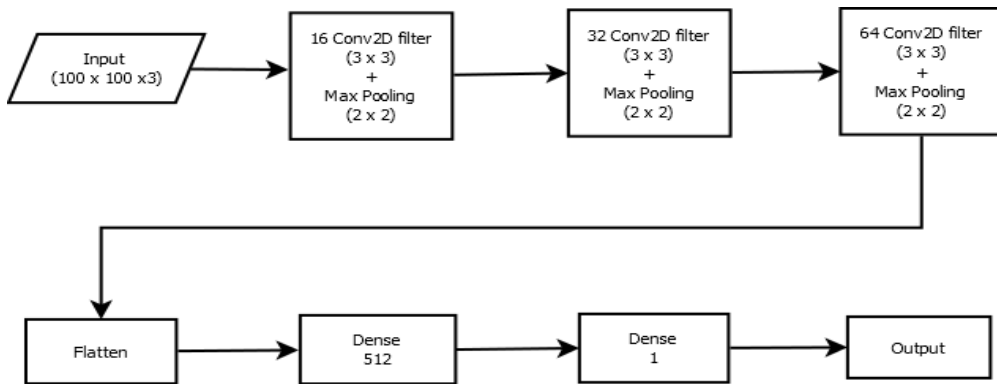 Input
(100 x 100 x3)
16 Conv2D filter
(3 x 3)
+
Max Pooling
(2 x 2)
32 Conv2D filter
(3 x 3)
+
Max Pooling
(2 x 2)
64 Conv2D filter
(3 x 3)
+
Max Pooling
(2 x 2)
Flatten
Dense
512
Dense
1
Output